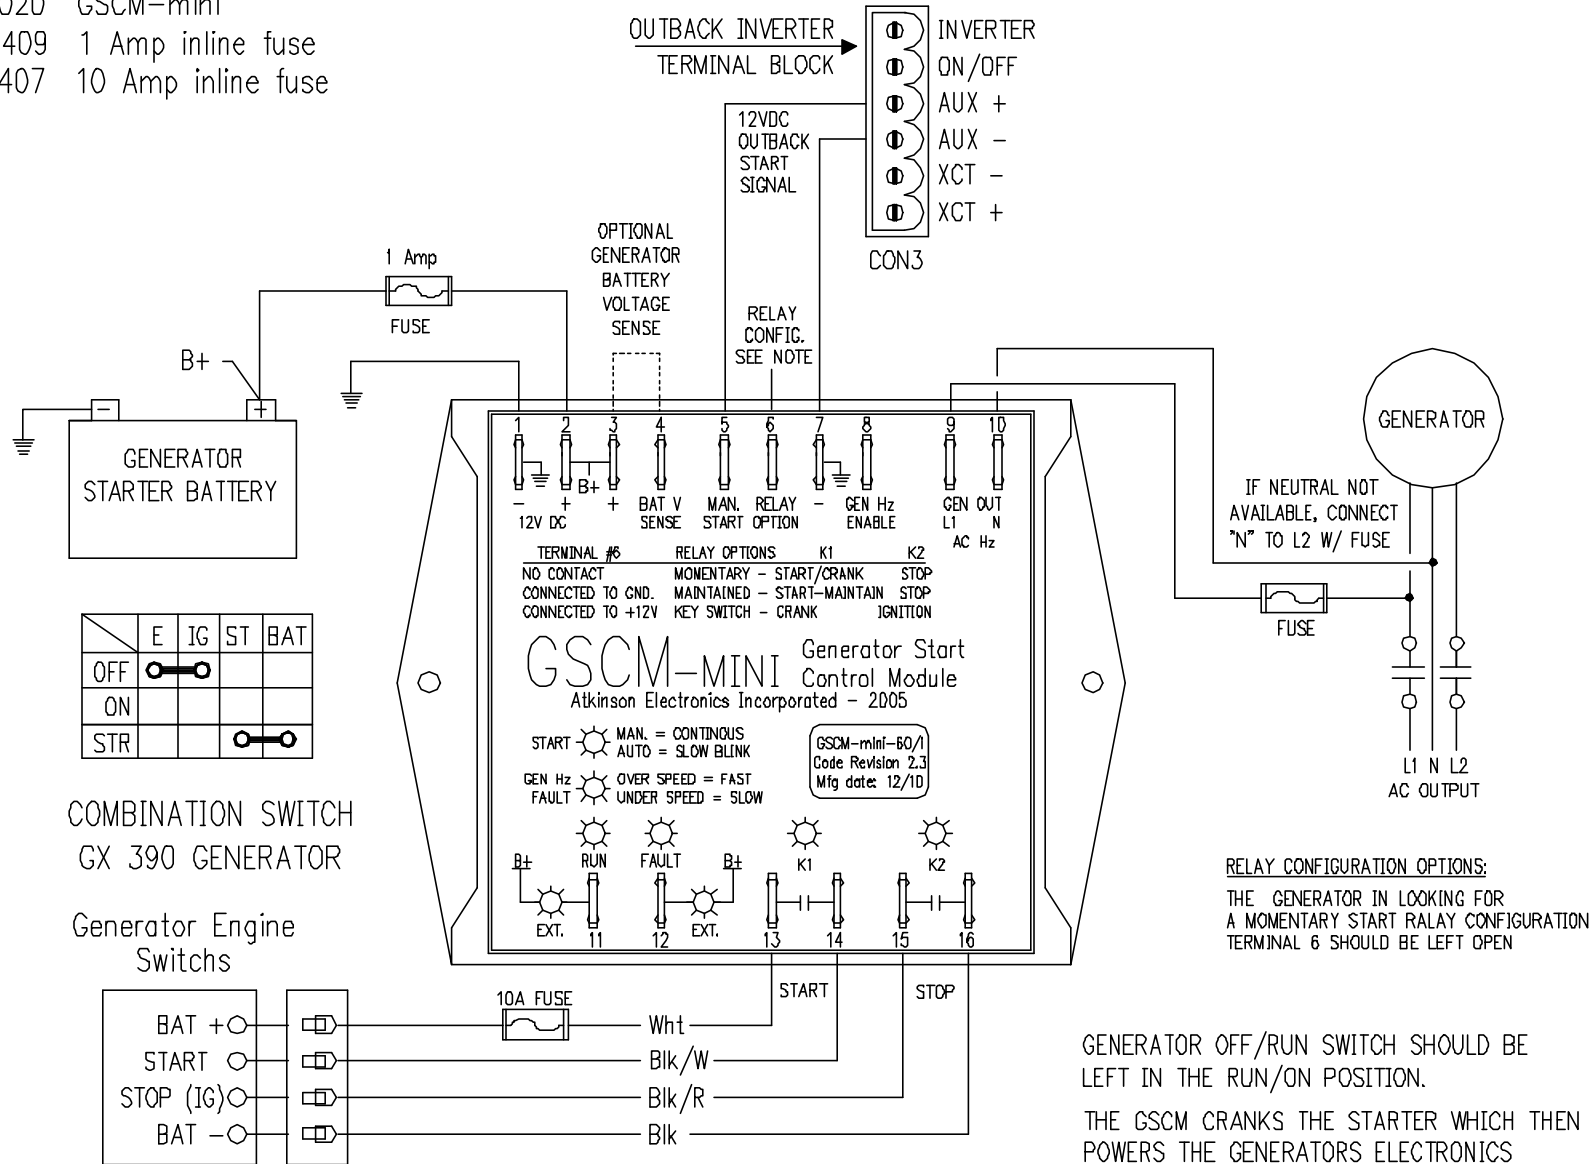 020 GSCM-mini
409 1 Amp inline fuse
407 10 Amp inline fuse
OUTBACK INVERTER
TERMINAL BLOCK
INVERTER
ON/OFF
AUX +
AUX -
XCT -
XCT +
CON3
12VDC
OUTBACK
START
SIGNAL
OPTIONAL
GENERATOR
BATTERY
VOLTAGE
SENSE
RELAY
CONFIG.
SEE NOTE
1 Amp
FUSE
B+
- +
GENERATOR
STARTER BATTERY
GENERATOR
IF NEUTRAL NOT
AVAILABLE, CONNECT
"N" TO L2 W/ FUSE
FUSE
L1 N L2
AC OUTPUT
1 2 3 4 5 6 7 8 9 10
B+
- + + BAT V MAN. RELAY - GEN Hz GEN OUT
12V DC SENSE START OPTION ENABLE L1 N
AC Hz
TERMINAL #6 RELAY OPTIONS K1 K2
NO CONTACT MOMENTARY - START/CRANK STOP
CONNECTED TO GND. MAINTAINED - START-MAINTAIN STOP
CONNECTED TO +12V KEY SWITCH - CRANK IGNITION
GSCM-MINI Generator Start
Control Module
Atkinson Electronics Incorporated - 2005
START MAN. = CONTINOUS
AUTO = SLOW BLINK
GEN Hz OVER SPEED = FAST
FAULT UNDER SPEED = SLOW
GSCM-mini-60/1
Code Revision 2.3
Mfg date: 12/10
RUN FAULT K1 K2
B+ B+
EXT. EXT.
11 12 13 14 15 16
E IG ST BAT
OFF
ON
STR
COMBINATION SWITCH
GX 390 GENERATOR
Generator Engine
Switchs
BAT +
START
STOP (IG)
BAT -
10A FUSE
Wht
Blk/W
Blk/R
Blk
START
STOP
RELAY CONFIGURATION OPTIONS:
THE GENERATOR IN LOOKING FOR
A MOMENTARY START RALAY CONFIGURATION
TERMINAL 6 SHOULD BE LEFT OPEN
GENERATOR OFF/RUN SWITCH SHOULD BE
LEFT IN THE RUN/ON POSITION.
THE GSCM CRANKS THE STARTER WHICH THEN
POWERS THE GENERATORS ELECTRONICS